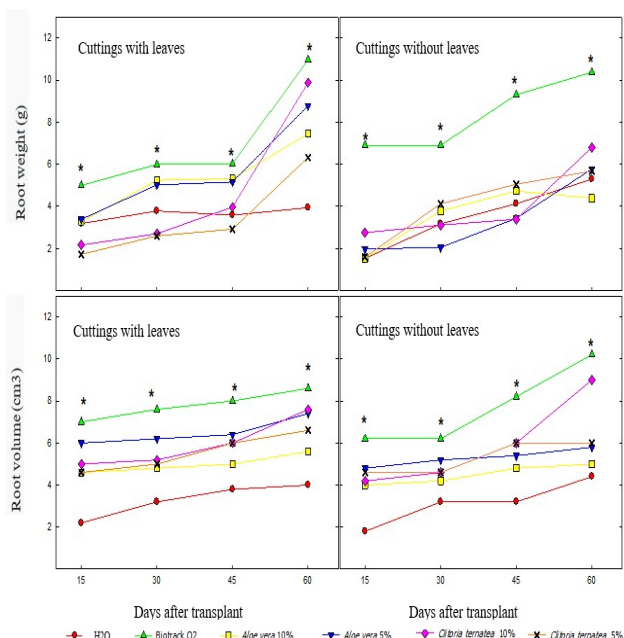 Root weight (g)
12
10
8
6
4
2
Cuttings with leaves
* * * *
Cuttings without leaves
* * * *
Root volume (cm3)
12
10
8
6
4
2
Cuttings with leaves
* * * *
Cuttings without leaves
* * * *
15 30 45 60
15 30 45 60
Days after transplant Days after transplant
H2O Biotrack O2 Aloe vera 10% Aloe vera 5% Clitoria ternatea 10% Clitoria ternatea 5%